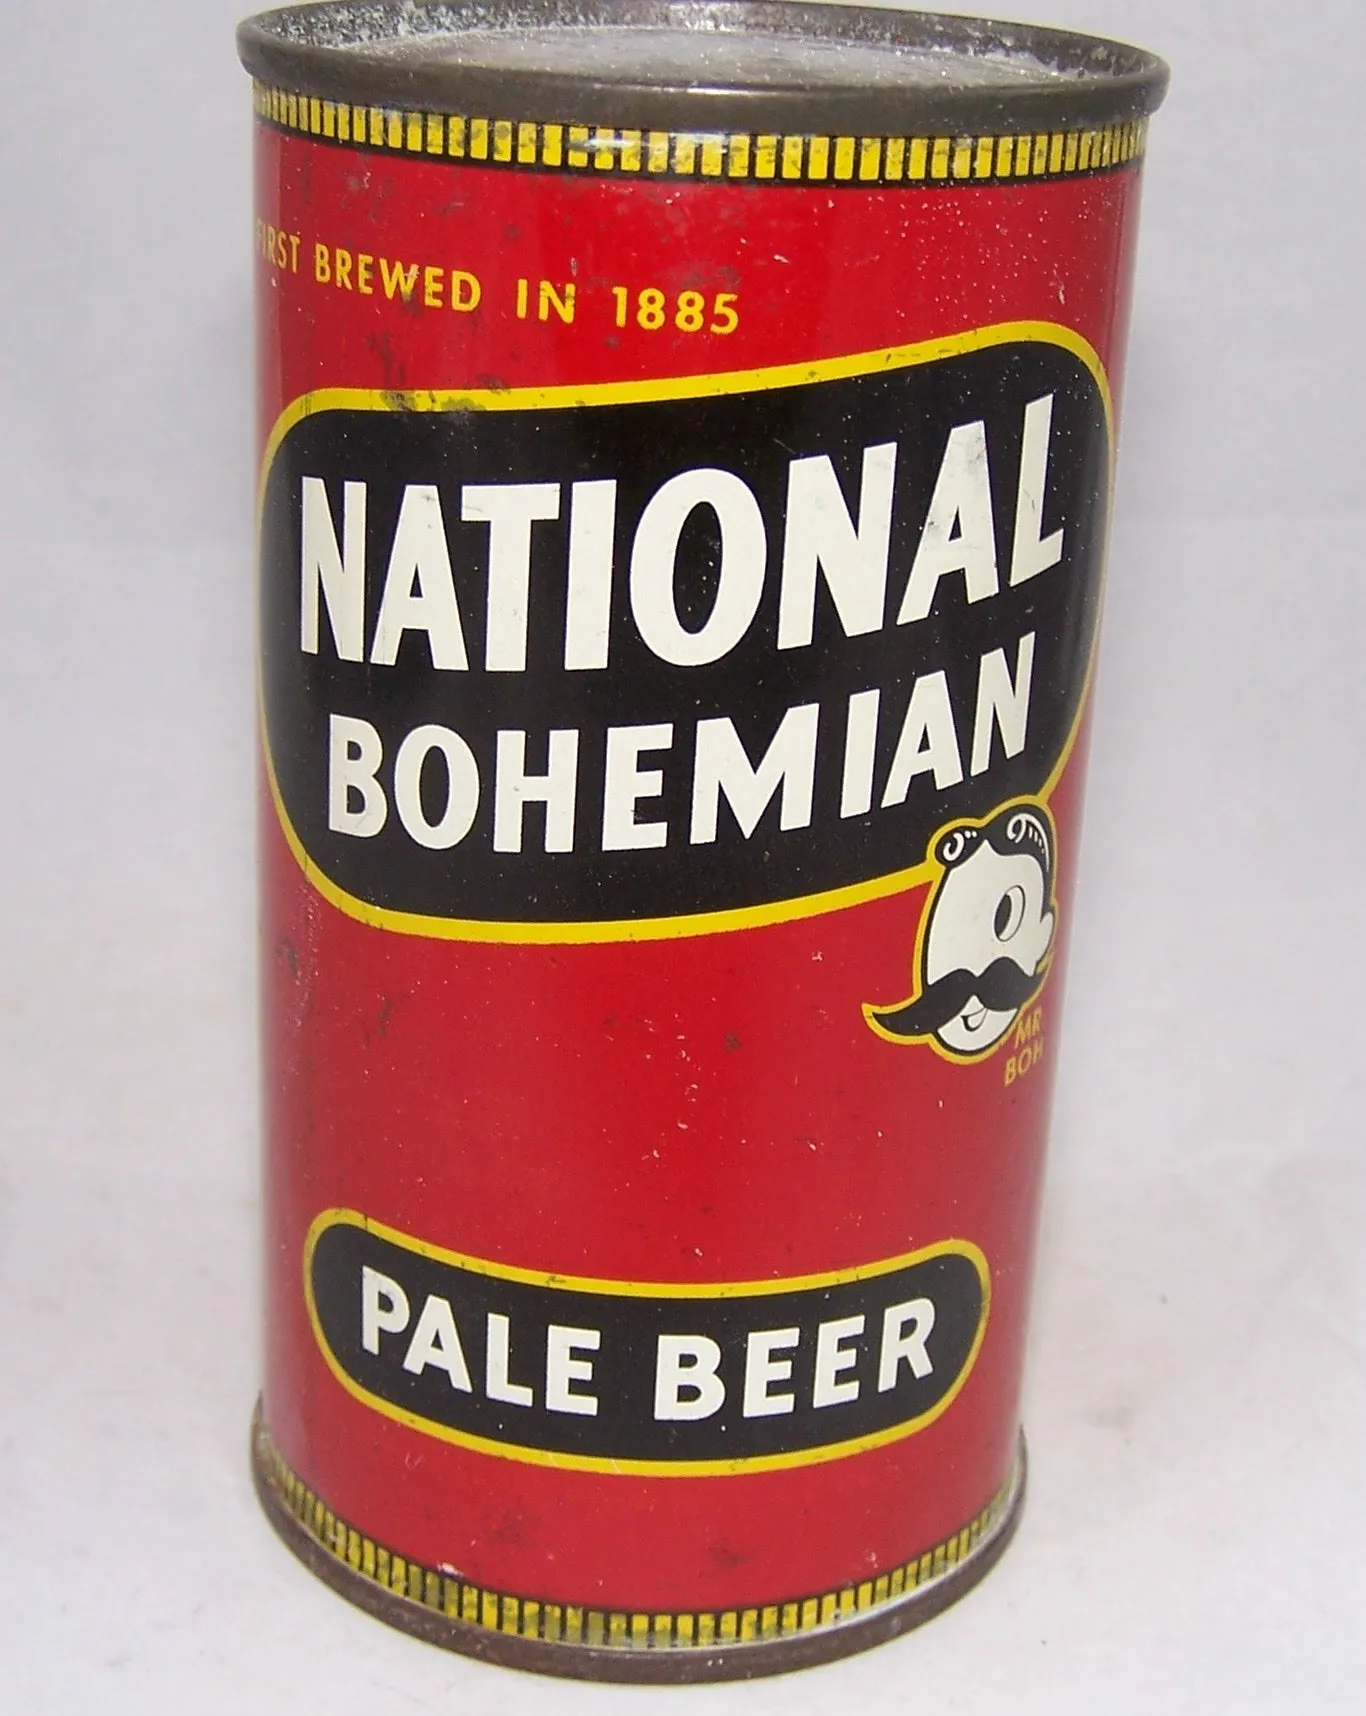 FIRST BREWED IN 1885
NATIONAL
BOHEMIAN
MR
BOH
PALE BEER